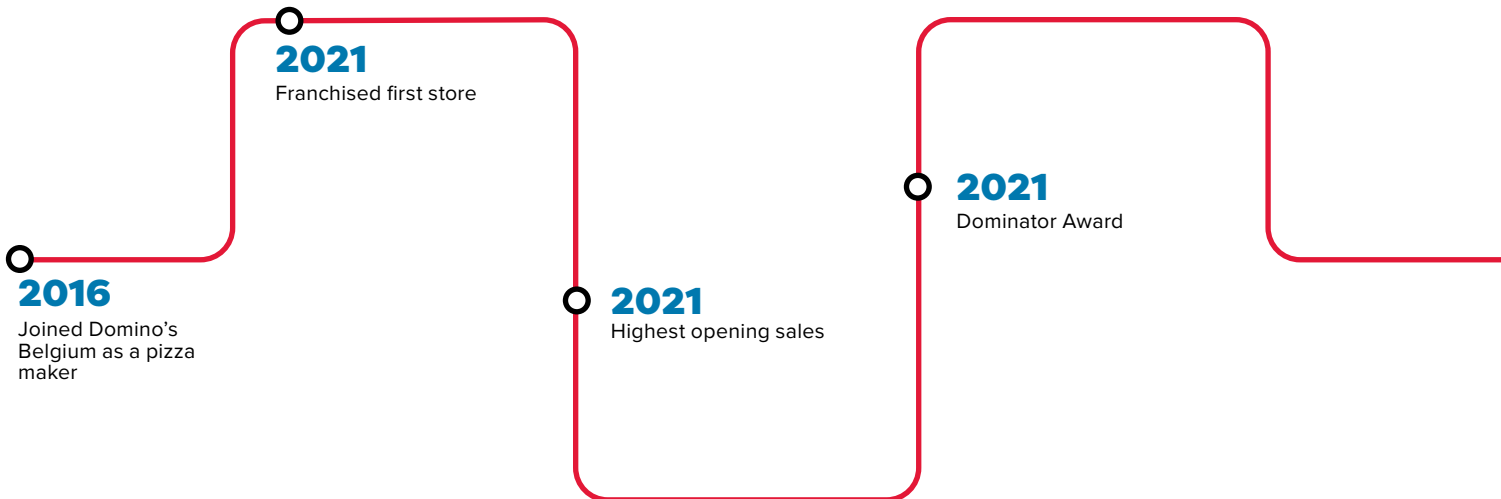 2016
Joined Domino’s
Belgium as a pizza
maker
2021
Franchised first store
2021
Highest opening sales
2021
Dominator Award